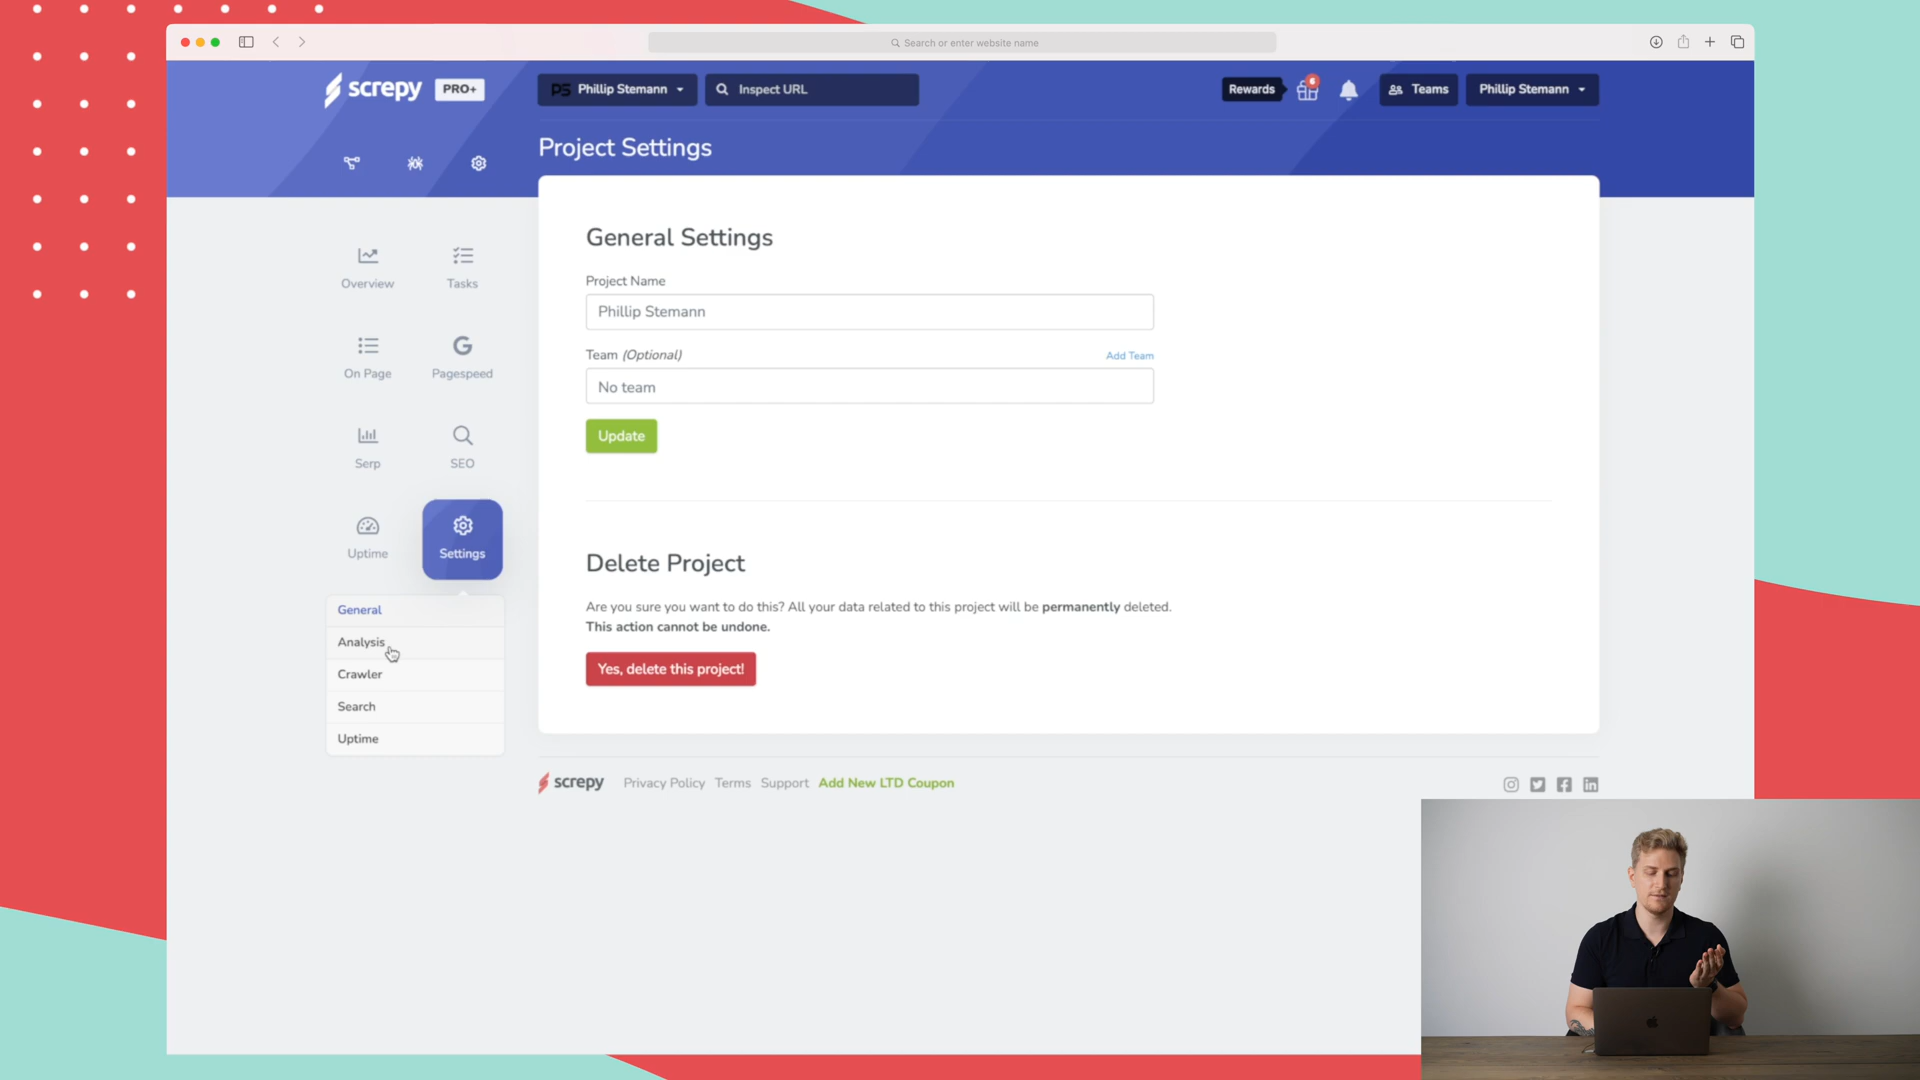 Search or enter website name
screpy PRO+
PS Phillip Stemann
Inspect URL
Rewards
6
Teams
Phillip Stemann
Project Settings
Overview
Tasks
On Page
Pagespeed
Serp
SEO
Uptime
Settings
General
Analysis
Crawler
Search
Uptime
General Settings
Project Name
Phillip Stemann
Team (Optional)
Add Team
No team
Update
Delete Project
Are you sure you want to do this? All your data related to this project will be permanently deleted.
This action cannot be undone.
Yes, delete this project!
screpy Privacy Policy Terms Support Add New LTD Coupon